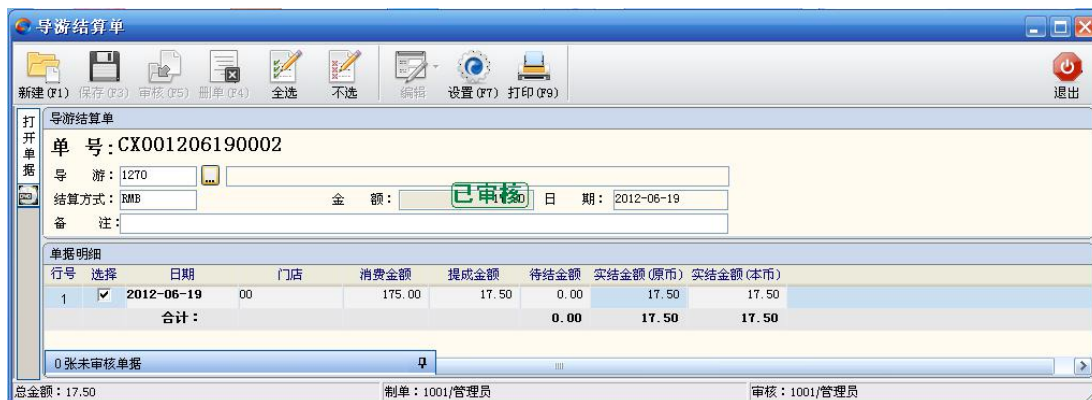 导游结算单
新建(F1) 保存(F3) 审核(F5) 删单(F4) 全选 不选 编辑 设置(F7) 打印(F9) 退出
打开单据
导游结算单
单 号:CX001206190002
导 游: 1270 ...
结算方式: RMB 金 额: 已审核 日 期: 2012-06-19
备 注:
单据明细
行号 选择 日期 门店 消费金额 提成金额 待结金额 实结金额(原币) 实结金额(本币)
1 2012-06-19 00 175.00 17.50 0.00 17.50 17.50
合计: 0.00 17.50 17.50
0张未审核单据
总金额:17.50 制单:1001/管理员 审核:1001/管理员